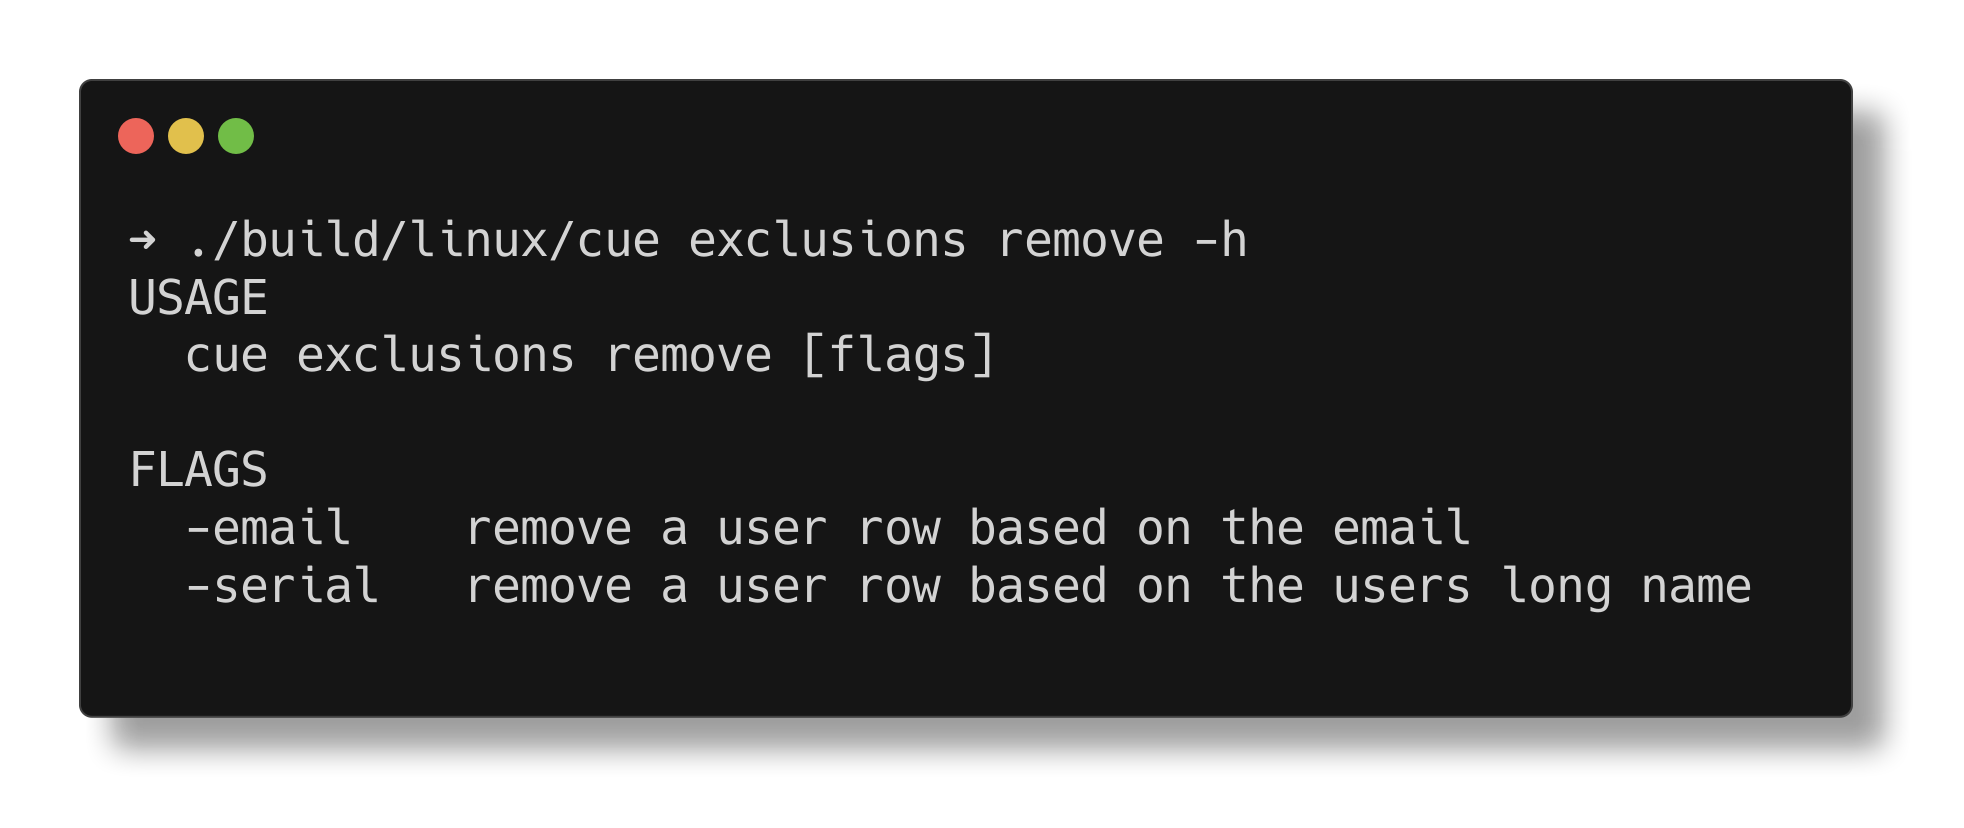 ➜ ./build/linux/cue exclusions remove -h
USAGE
  cue exclusions remove [flags]

FLAGS
  -email    remove a user row based on the email
  -serial   remove a user row based on the users long name